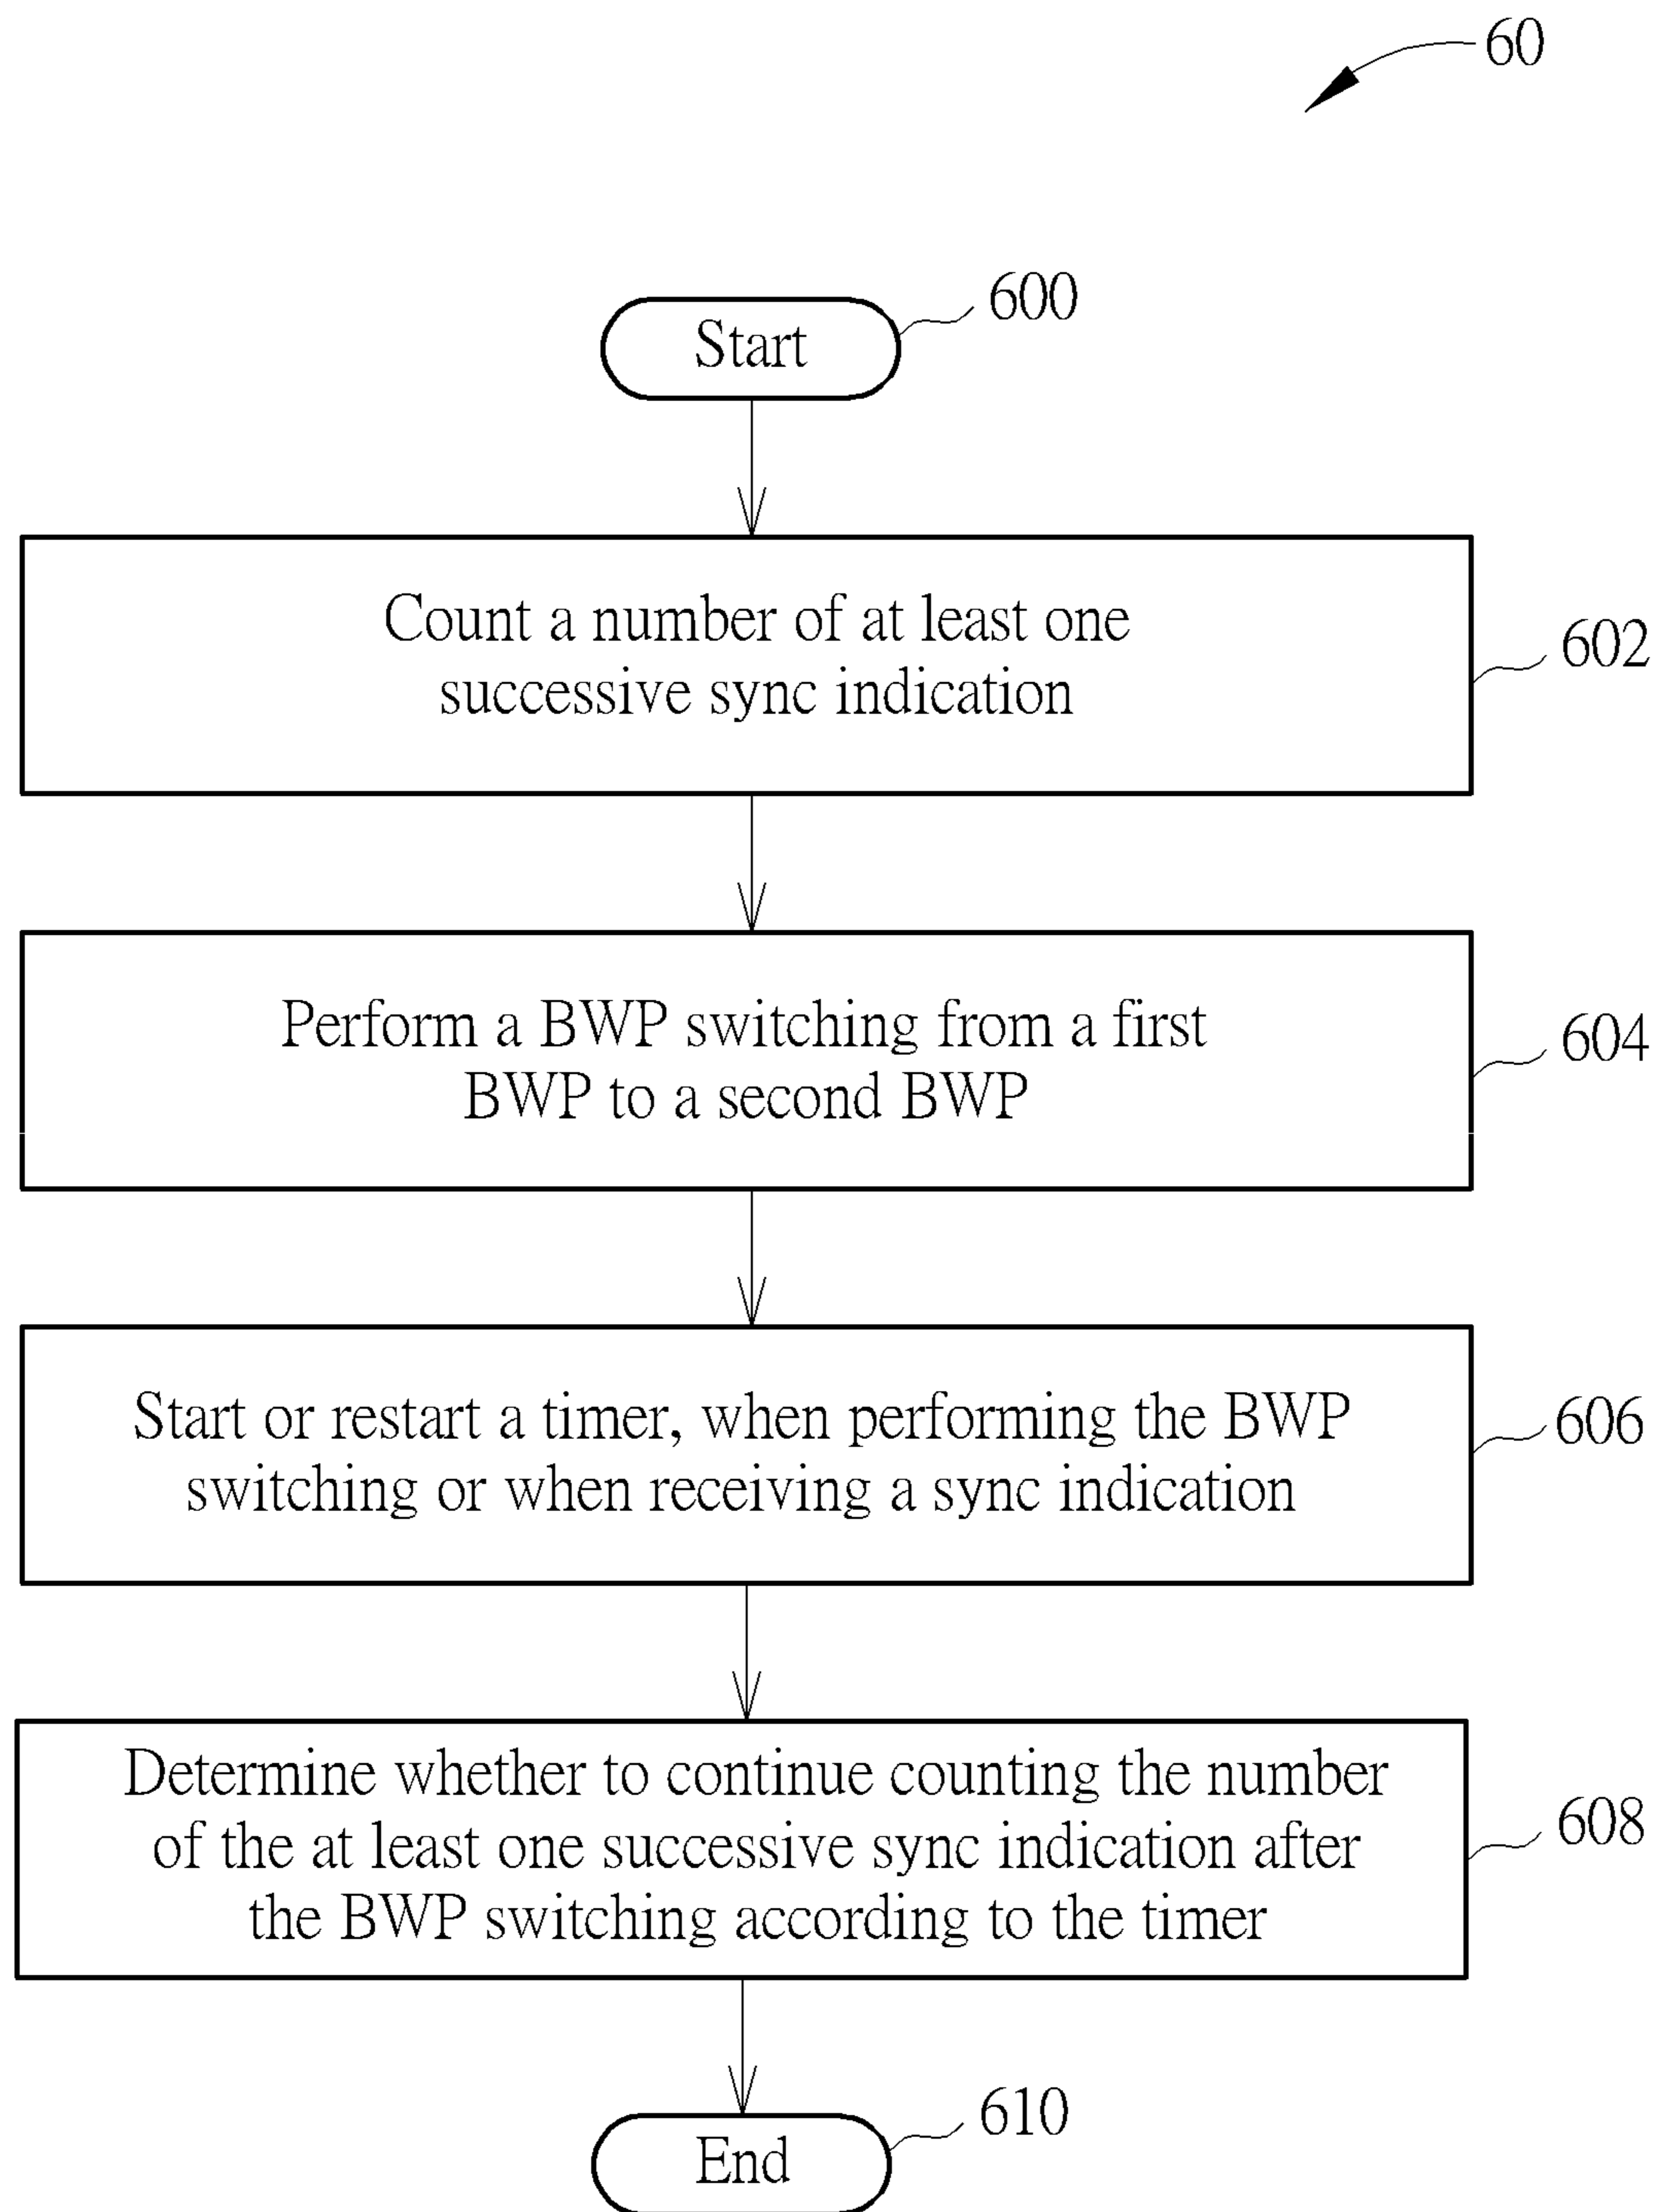 60
Start
600
Count a number of at least one
successive sync indication
602
Perform a BWP switching from a first
BWP to a second BWP
604
Start or restart a timer, when performing the BWP
switching or when receiving a sync indication
606
Determine whether to continue counting the number
of the at least one successive sync indication after
the BWP switching according to the timer
608
End
610